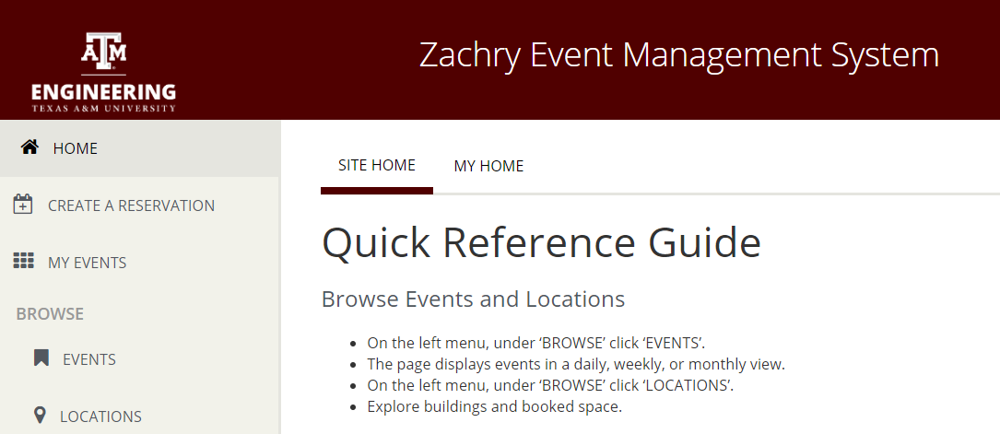 ATM
ENGINEERING
TEXAS A&M UNIVERSITY
Zachry Event Management System
HOME
CREATE A RESERVATION
MY EVENTS
BROWSE
EVENTS
LOCATIONS
SITE HOME
MY HOME
Quick Reference Guide
Browse Events and Locations
• On the left menu, under ‘BROWSE’ click ‘EVENTS’.
• The page displays events in a daily, weekly, or monthly view.
• On the left menu, under ‘BROWSE’ click ‘LOCATIONS’.
• Explore buildings and booked space.